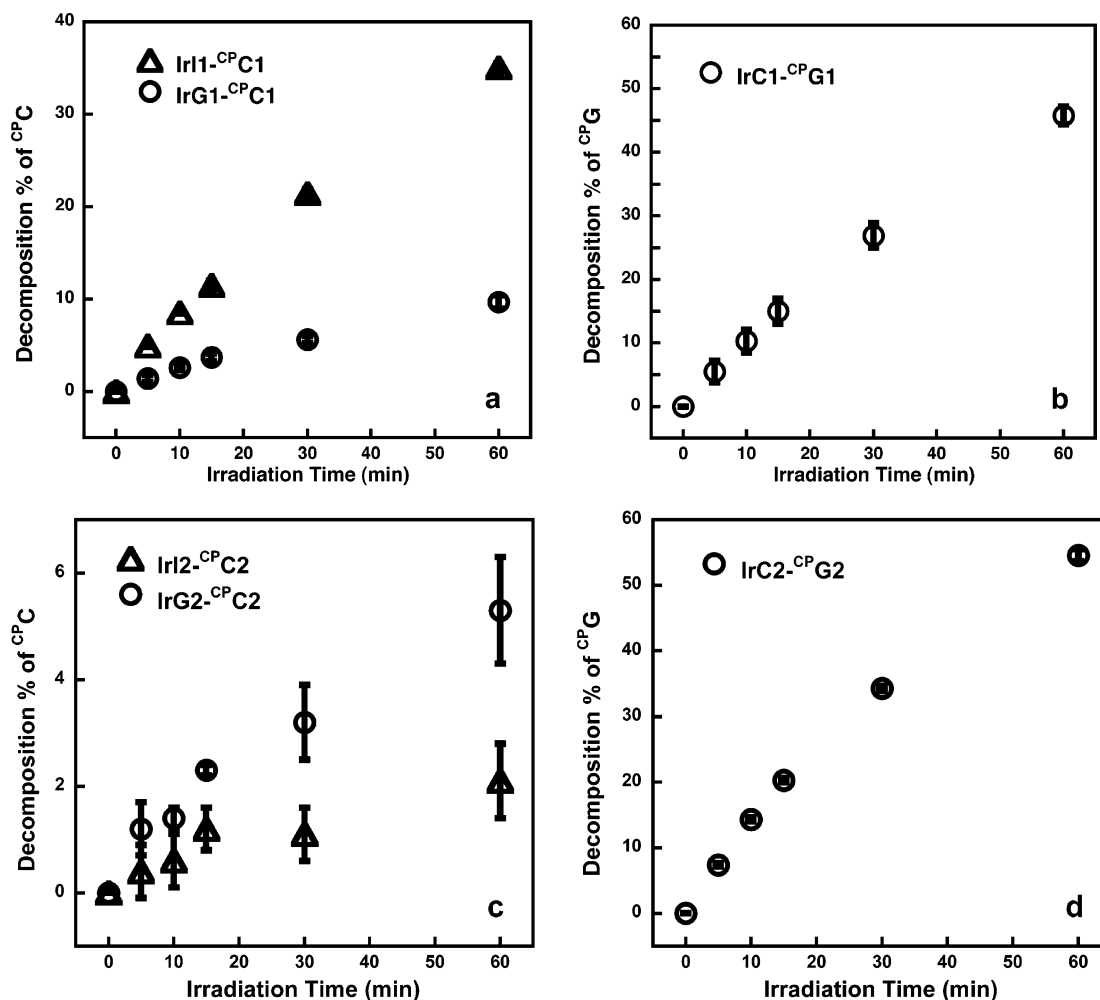 40
30
20
10
0
Decomposition % of CPC
IrI1-CPC1
IrG1-CPC1
a
0 10 20 30 40 50 60
Irradiation Time (min)
60
50
40
30
20
10
0
Decomposition % of CPG
IrC1-CPG1
b
0 10 20 30 40 50 60
Irradiation Time (min)
6
4
2
0
Decomposition % of CPC
IrI2-CPC2
IrG2-CPC2
c
0 10 20 30 40 50 60
Irradiation Time (min)
60
50
40
30
20
10
0
Decomposition % of CPG
IrC2-CPG2
d
0 10 20 30 40 50 60
Irradiation Time (min)